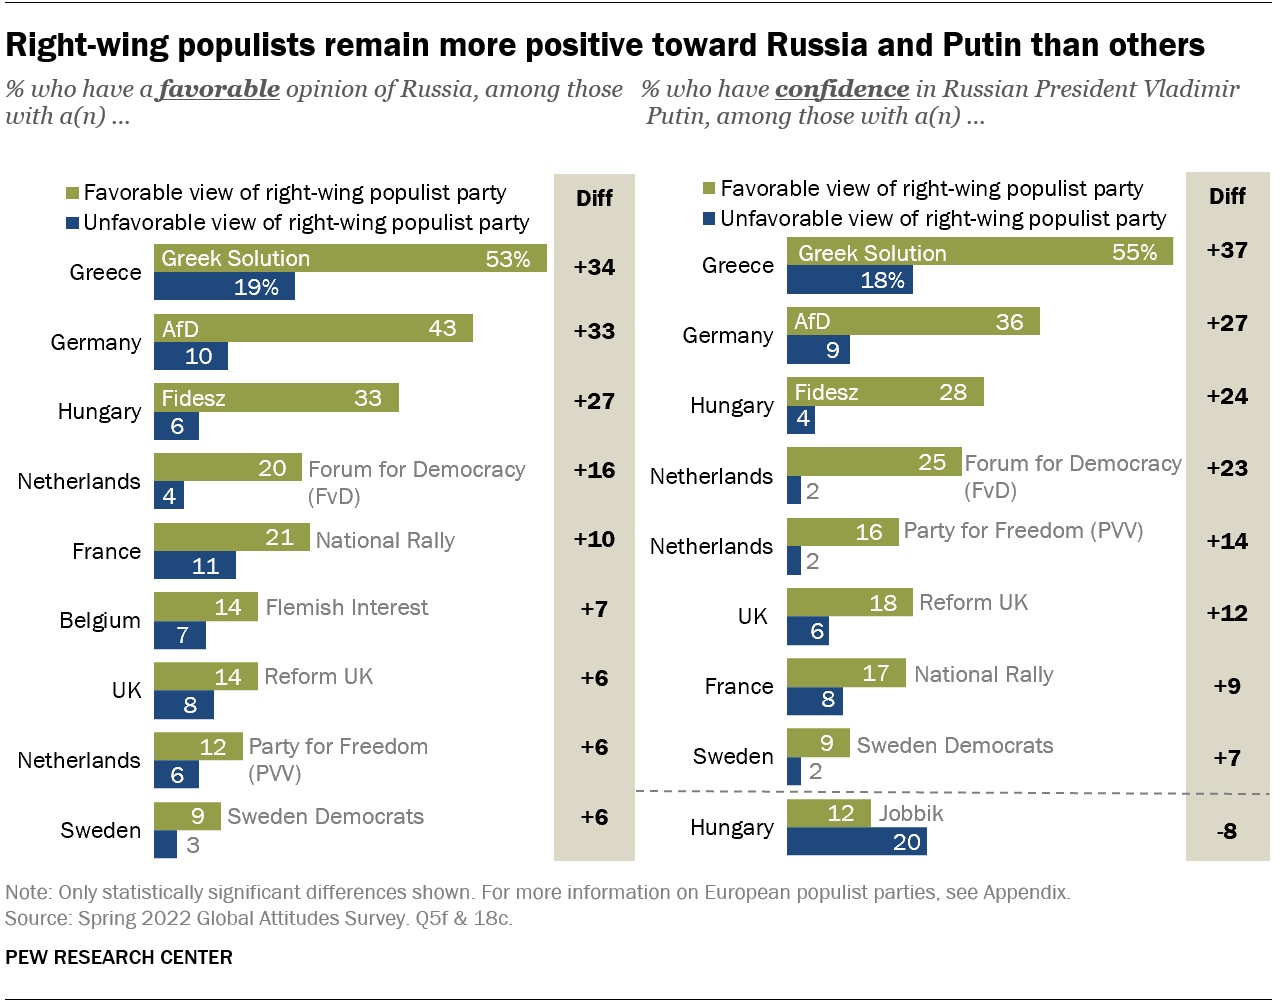 Right-wing populists remain more positive toward Russia and Putin than others
% who have a favorable opinion of Russia, among those
with a(n) ...
Favorable view of right-wing populist party
Unfavorable view of right-wing populist party
Diff
Greece
Greek Solution 53%
19%
+34
Germany
AfD 43
10
+33
Hungary
Fidesz 33
6
+27
Netherlands
20 Forum for Democracy
(FvD)
4
+16
France
21 National Rally
11
+10
Belgium
14 Flemish Interest
7
+7
UK
14 Reform UK
8
+6
Netherlands
12 Party for Freedom
(PVV)
6
+6
Sweden
9 Sweden Democrats
3
+6
% who have confidence in Russian President Vladimir
Putin, among those with a(n) ...
Favorable view of right-wing populist party
Unfavorable view of right-wing populist party
Diff
Greece
Greek Solution 55%
18%
+37
Germany
AfD 36
9
+27
Hungary
Fidesz 28
4
+24
Netherlands
25 Forum for Democracy
(FvD)
2
+23
Netherlands
16 Party for Freedom (PVV)
2
+14
UK
18 Reform UK
6
+12
France
17 National Rally
8
+9
Sweden
9 Sweden Democrats
2
+7
Hungary
12 Jobbik
20
-8
Note: Only statistically significant differences shown. For more information on European populist parties, see Appendix.
Source: Spring 2022 Global Attitudes Survey. Q5f & 18c.
PEW RESEARCH CENTER